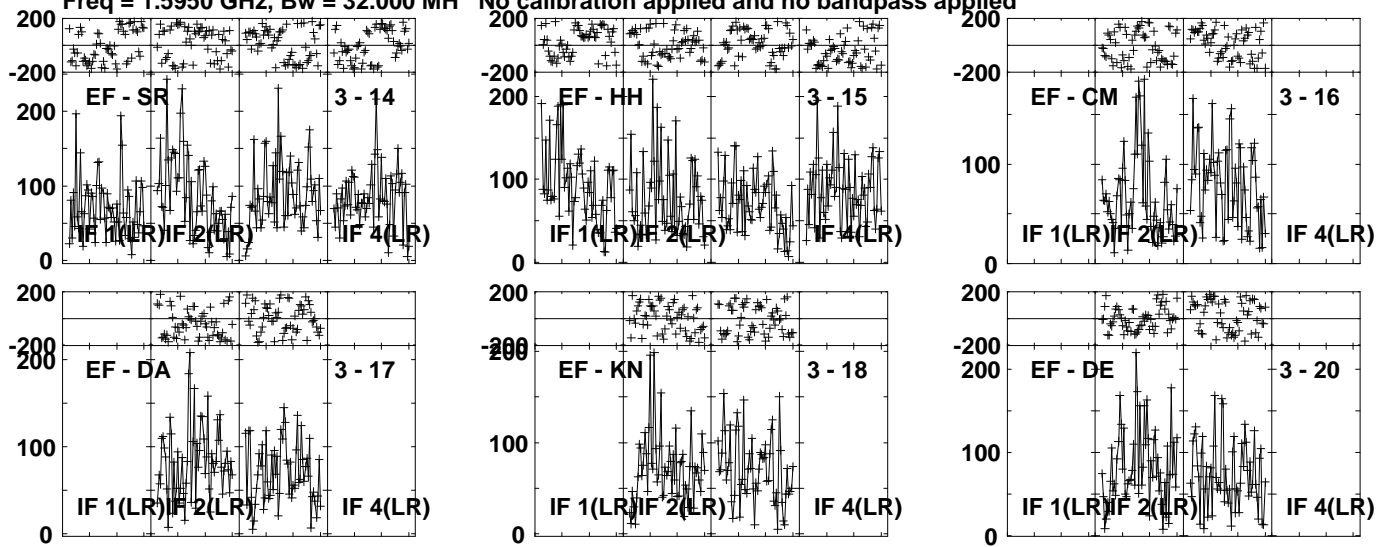 Freq = 1.5950 GHz, Bw = 32.000 MH No calibration applied and no bandpass applied
200 200 200
-200 -200 -200
EF - SR 3 - 14 EF - HH 3 - 15 EF - CM 3 - 16
200 200 200
100 100 100
IF 1(LR) IF 2(LR) IF 4(LR) IF 1(LR) IF 2(LR) IF 4(LR) IF 1(LR) IF 2(LR) IF 4(LR)
0 0 0
200 200 200
-200 -200 -200
200 200 200
EF - DA 3 - 17 EF - KN 3 - 18 EF - DE 3 - 20
100 100 100
IF 1(LR) IF 2(LR) IF 4(LR) IF 1(LR) IF 2(LR) IF 4(LR) IF 1(LR) IF 2(LR) IF 4(LR)
0 0 0